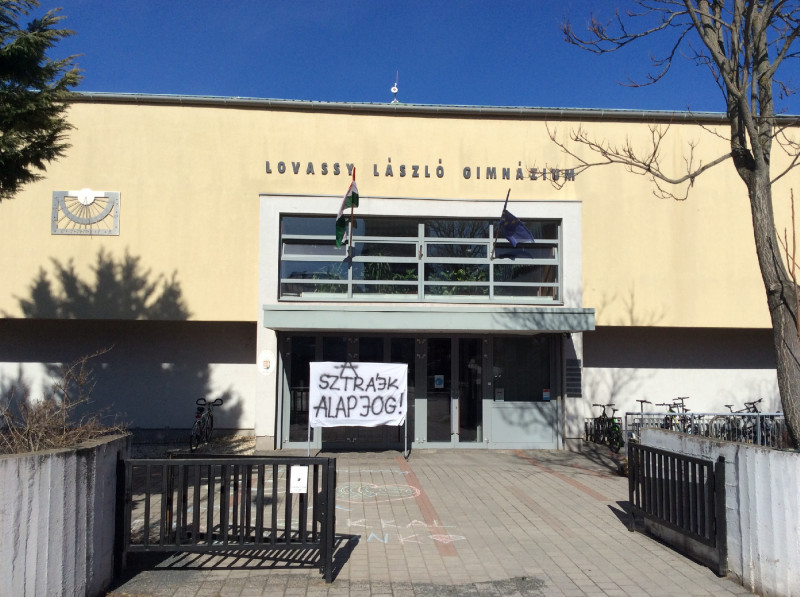 LOVASSY LÁSZLÓ GIMNÁZIUM
A
SZTRÁJK
ALAPJOG!